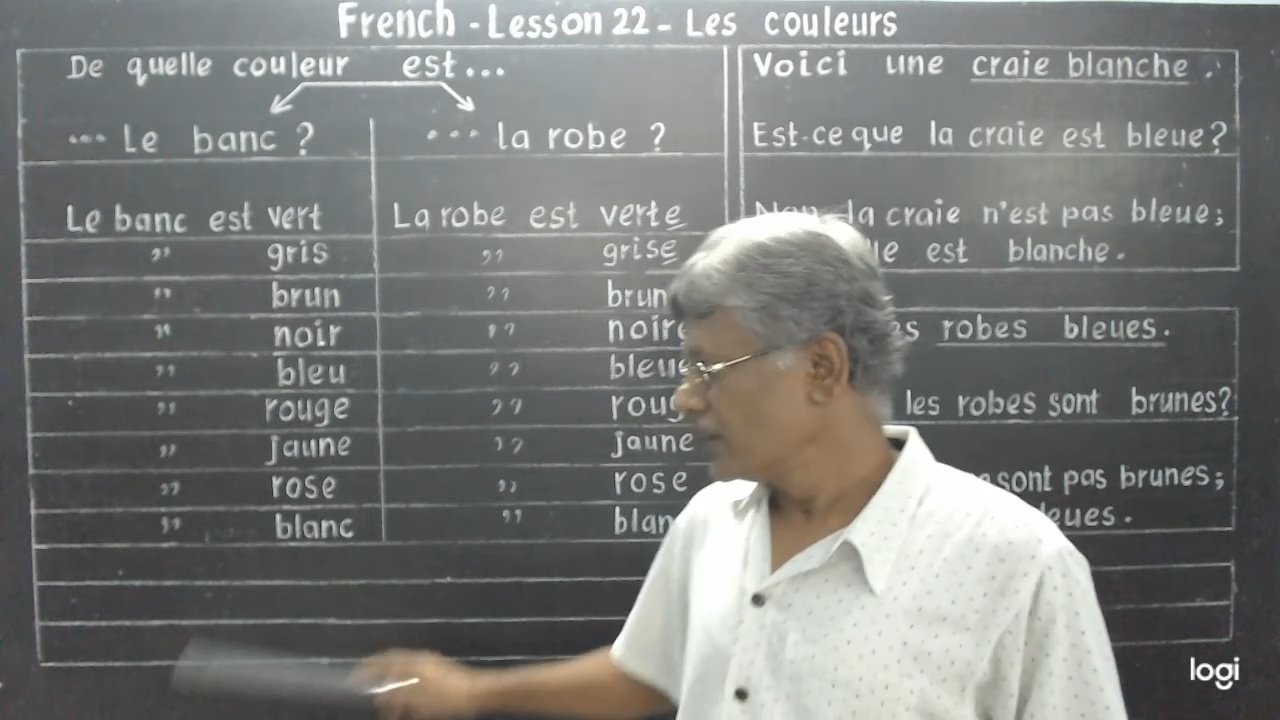 French - Lesson 22 - Les couleurs
De quelle couleur est...
... Le banc ?
... la robe ?
Le banc est vert
La robe est verte
" gris
" grise
" brun
" brun
" noir
" noire
" bleu
" bleue
" rouge
" roug
" jaune
" jaune
" rose
" rose
" blanc
" blan
Voici une craie blanche.
Est-ce que la craie est bleue?
Non, la craie n'est pas bleue;
est blanche.
robes bleues.
les robes sont brunes?
sont pas brunes;
logi